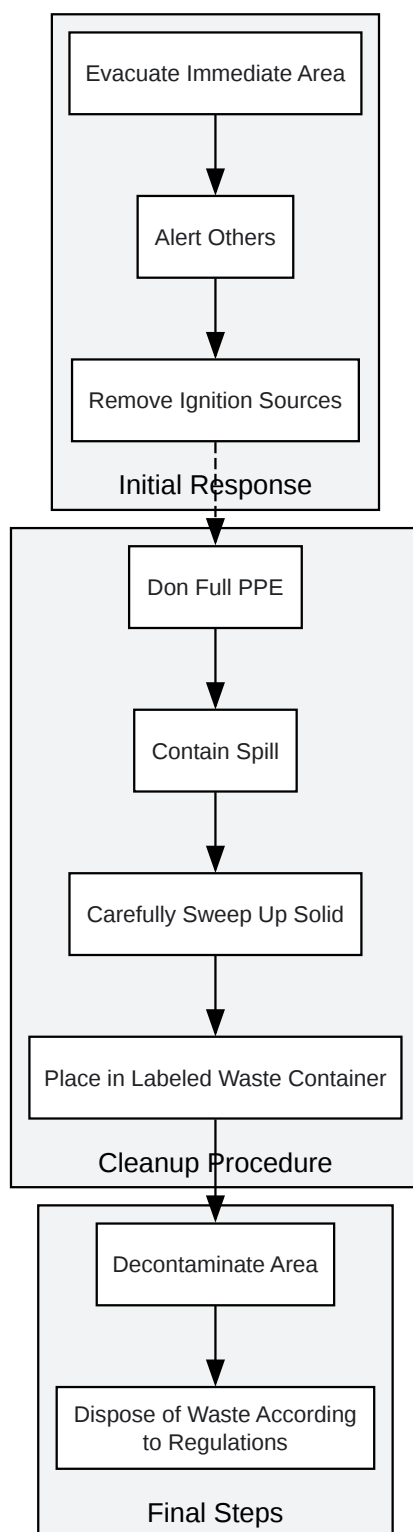 Evacuate Immediate Area
Alert Others
Remove Ignition Sources
Initial Response
Don Full PPE
Contain Spill
Carefully Sweep Up Solid
Place in Labeled Waste Container
Cleanup Procedure
Decontaminate Area
Dispose of Waste According
to Regulations
Final Steps